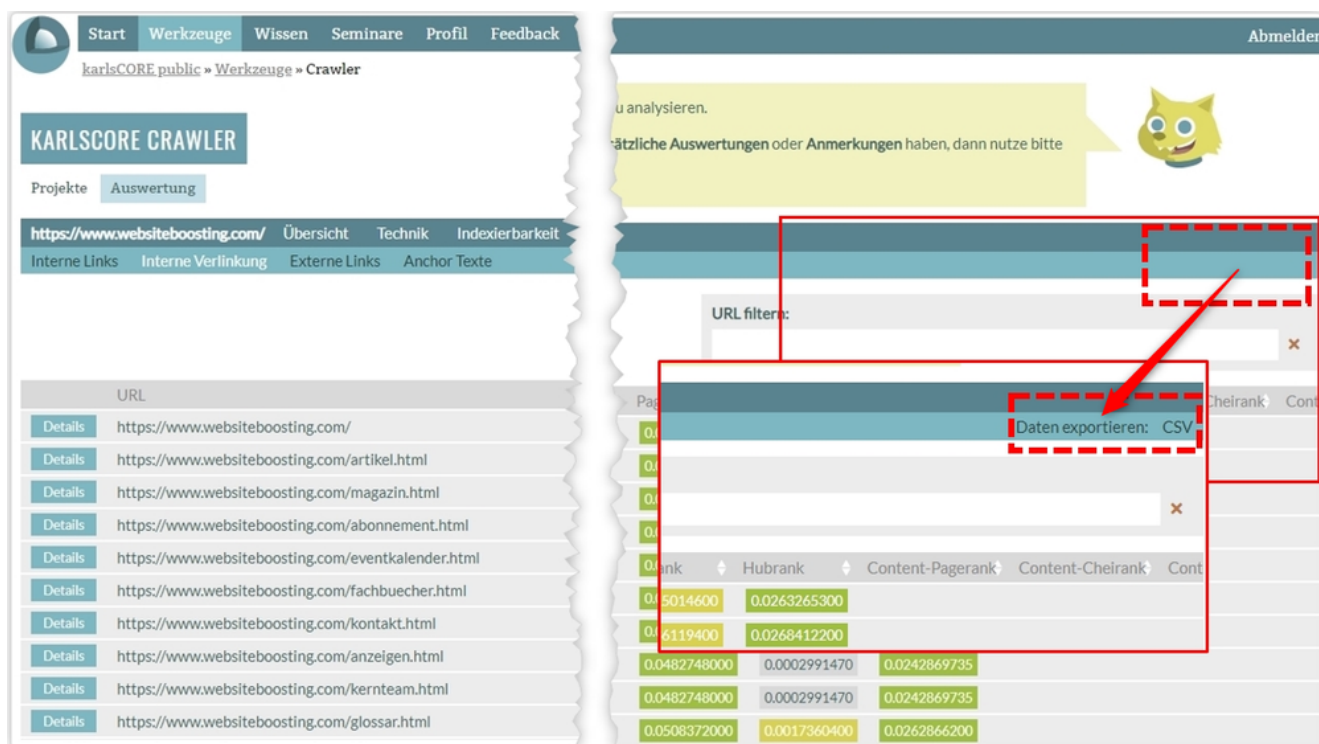 Start Werkzeuge Wissen Seminare Profil Feedback
Abmelden
karlsCORE public » Werkzeuge » Crawler
u analysieren.
KARLSCORE CRAWLER
ätzliche Auswertungen oder Anmerkungen haben, dann nutze bitte
Projekte Auswertung
https://www.websiteboosting.com/ Übersicht Technik Indexierbarkeit
Interne Links Interne Verlinkung Externe Links Anchor Texte
URL filtern:
×
URL
Pag
Cheirank Cont
Daten exportieren: CSV
×
ank Hubrank Content-Pagerank Content-Cheirank Cont
5014600 0.0263265300
6119400 0.0268412200
Details https://www.websiteboosting.com/
Details https://www.websiteboosting.com/artikel.html
Details https://www.websiteboosting.com/magazin.html
Details https://www.websiteboosting.com/abonnement.html
Details https://www.websiteboosting.com/eventkalender.html
Details https://www.websiteboosting.com/fachbuecher.html
Details https://www.websiteboosting.com/kontakt.html
Details https://www.websiteboosting.com/anzeigen.html 0.0482748000 0.0002991470 0.0242869735
Details https://www.websiteboosting.com/kernteam.html 0.0482748000 0.0002991470 0.0242869735
Details https://www.websiteboosting.com/glossar.html 0.0508372000 0.0017360400 0.0262866200